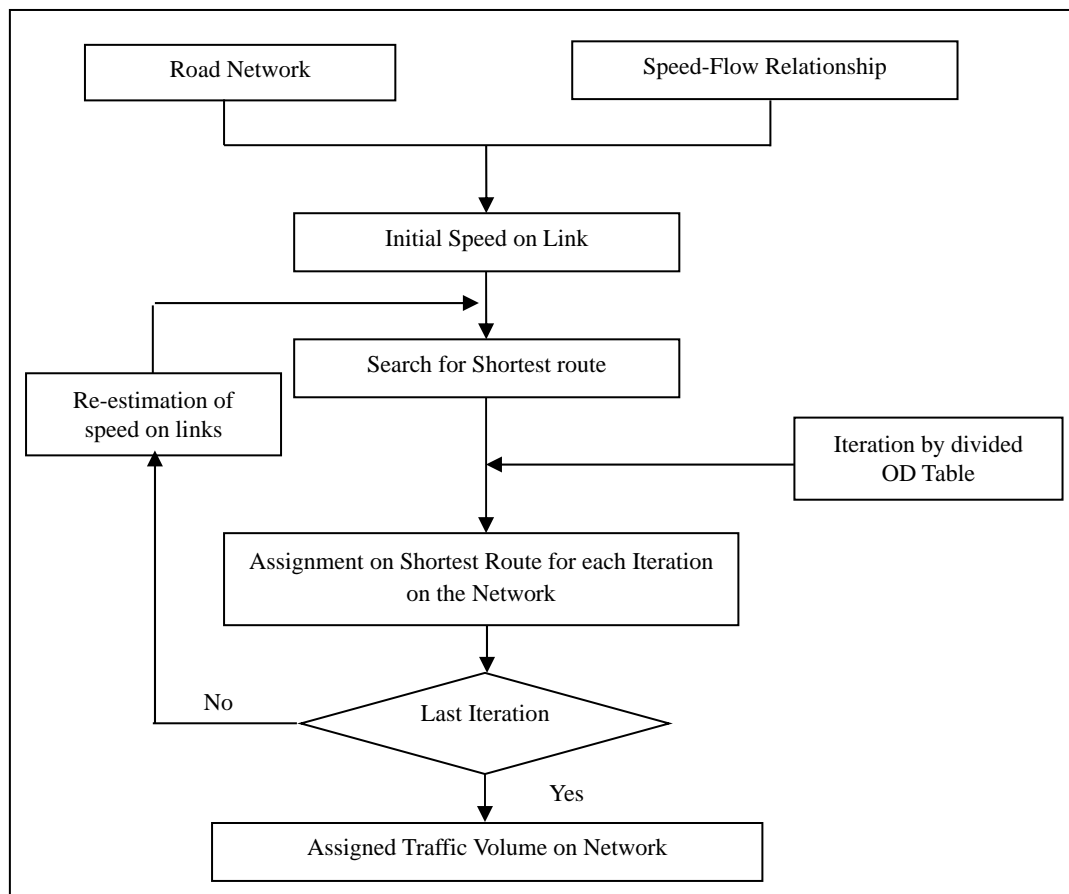 Road Network
Speed-Flow Relationship
Initial Speed on Link
Search for Shortest route
Re-estimation of
speed on links
Iteration by divided
OD Table
Assignment on Shortest Route for each Iteration
on the Network
No
Last Iteration
Yes
Assigned Traffic Volume on Network